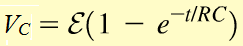 V_C = ℰ(1 − e^{−t/RC})